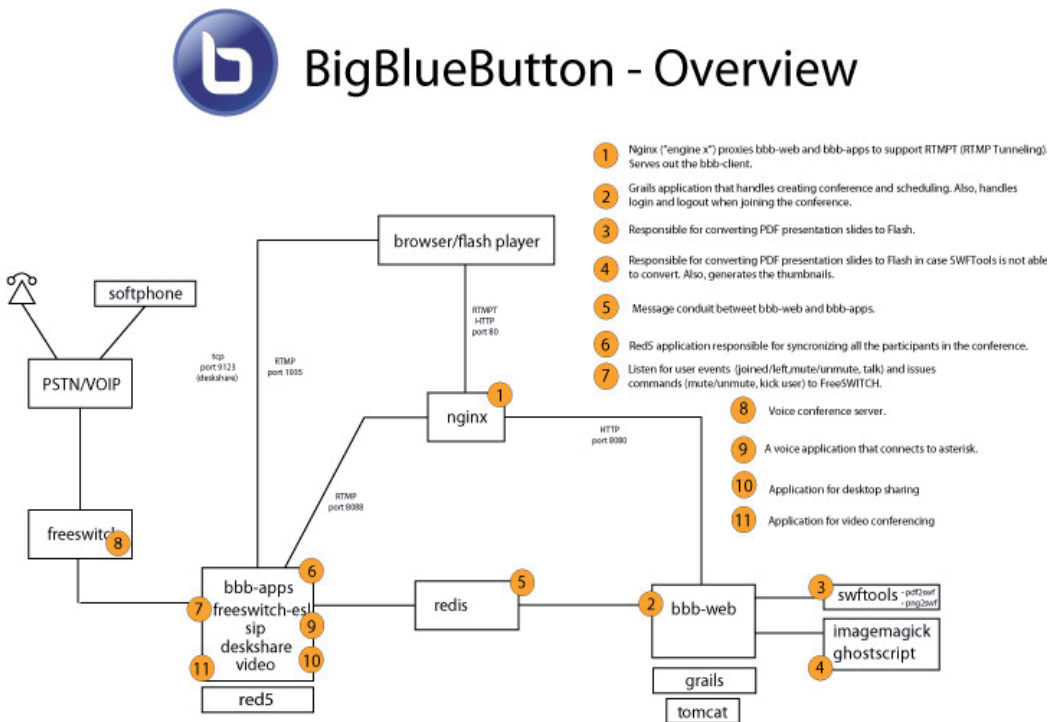 BigBlueButton - Overview
1 Nginx ("engine x") proxies bbb-web and bbb-apps to support RTMPT (RTMP Tunneling).
Serves out the bbb-client.
2 Grails application that handles creating conference and scheduling. Also, handles
login and logout when joining the conference.
3 Responsible for converting PDF presentation slides to Flash.
4 Responsible for converting PDF presentation slides to Flash in case SWFTools is not able
to convert. Also, generates the thumbnails.
5 Message conduit betweet bbb-web and bbb-apps.
6 Red5 application responsible for syncronizing all the participants in the conference.
7 Listen for user events (joined/left,mute/unmute, talk) and issues
commands (mute/unmute, kick user) to FreeSWITCH.
8 Voice conference server.
9 A voice application that connects to asterisk.
10 Application for desktop sharing
11 Application for video conferencing
browser/flash player
softphone
PSTN/VOIP
tcp
port 9123
(deskshare)
RTMP
port 1935
RTMPT
HTTP
port 80
nginx
1
HTTP
port 8080
RTMP
port 8088
freeswitch
8
bbb-apps
freeswitch-esl
sip
deskshare
video
6
7
9
10
11
red5
redis
5
2
bbb-web
grails
tomcat
3
swftools
-pdf2swf
-png2swf
imagemagick
ghostscript
4